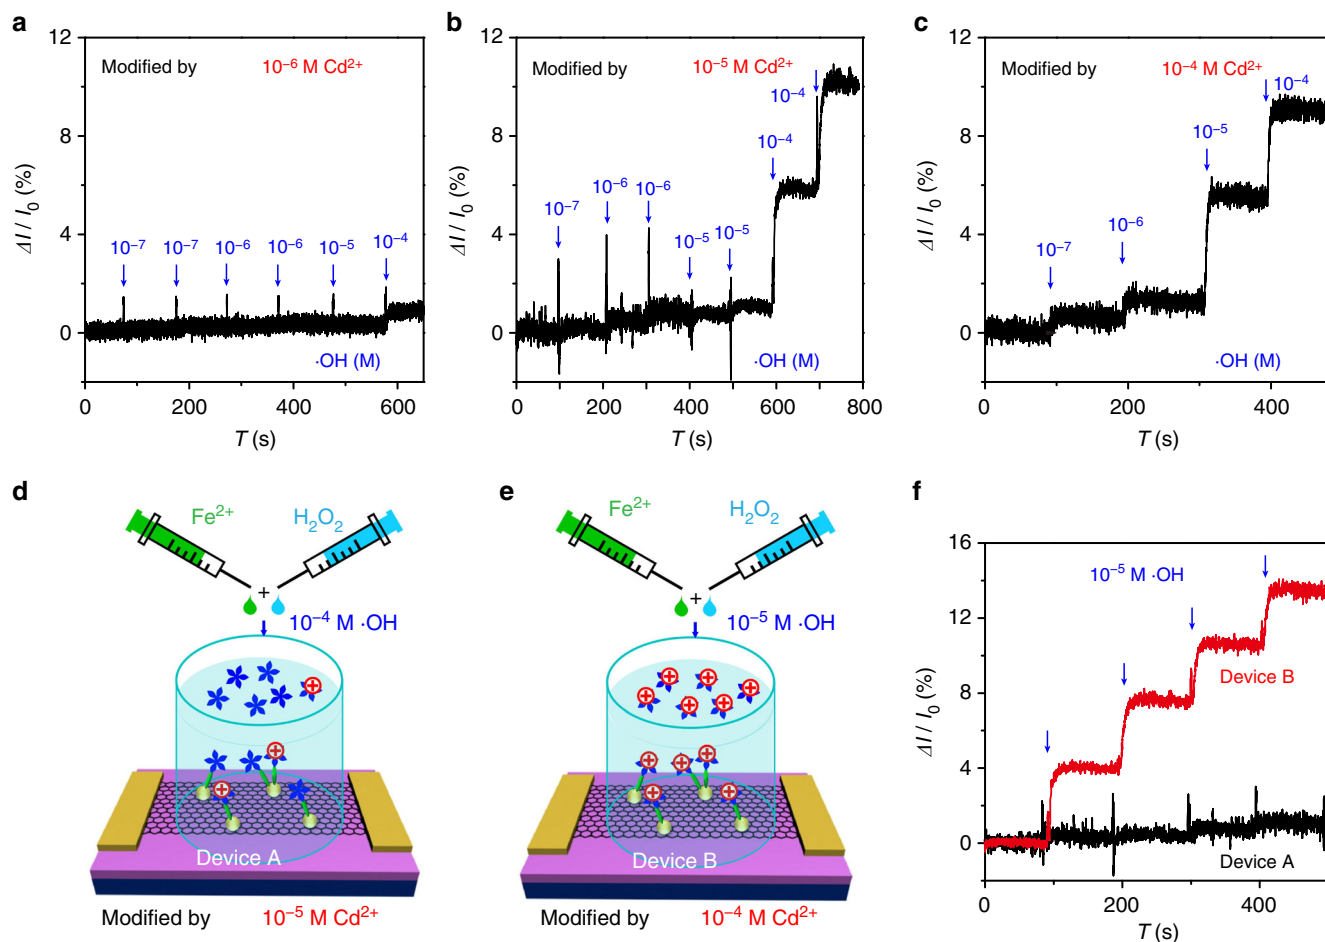 a
Modified by 10⁻⁶ M Cd²⁺
10⁻⁷ 10⁻⁷ 10⁻⁶ 10⁻⁶ 10⁻⁵ 10⁻⁴
·OH (M)
12
8
4
0
ΔI / I₀ (%)
0 200 400 600
T (s)
b
Modified by 10⁻⁵ M Cd²⁺
10⁻⁷ 10⁻⁶ 10⁻⁶ 10⁻⁵ 10⁻⁵ 10⁻⁴ 10⁻⁴
·OH (M)
12
8
4
0
ΔI / I₀ (%)
0 200 400 600 800
T (s)
c
Modified by 10⁻⁴ M Cd²⁺
10⁻⁷ 10⁻⁶ 10⁻⁵ 10⁻⁴
·OH (M)
12
8
4
0
ΔI / I₀ (%)
0 200 400
T (s)
d
Fe²⁺ H₂O₂
+
10⁻⁴ M ·OH
Device A
Modified by 10⁻⁵ M Cd²⁺
e
Fe²⁺ H₂O₂
+
10⁻⁵ M ·OH
Device B
Modified by 10⁻⁴ M Cd²⁺
f
10⁻⁵ M ·OH
Device B
Device A
16
12
8
4
0
ΔI / I₀ (%)
0 200 400
T (s)